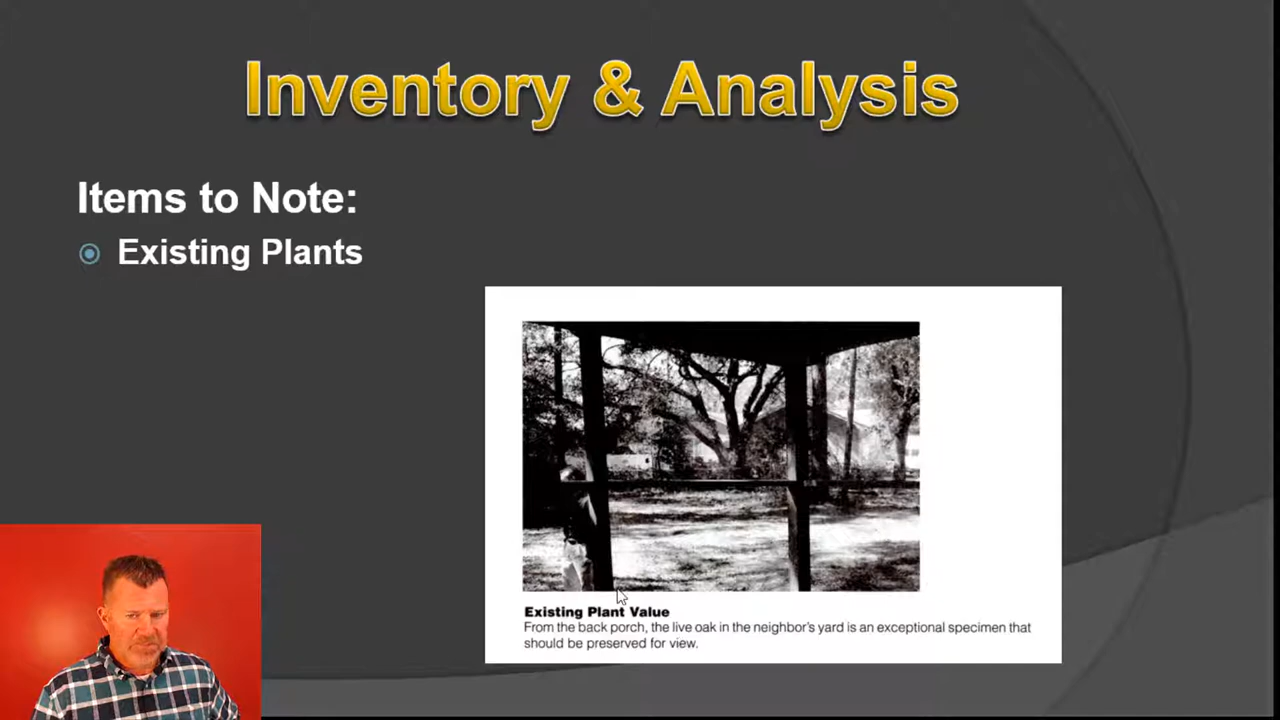 Inventory & Analysis
Items to Note:
Existing Plants
Existing Plant Value
From the back porch, the live oak in the neighbor's yard is an exceptional specimen that
should be preserved for view.